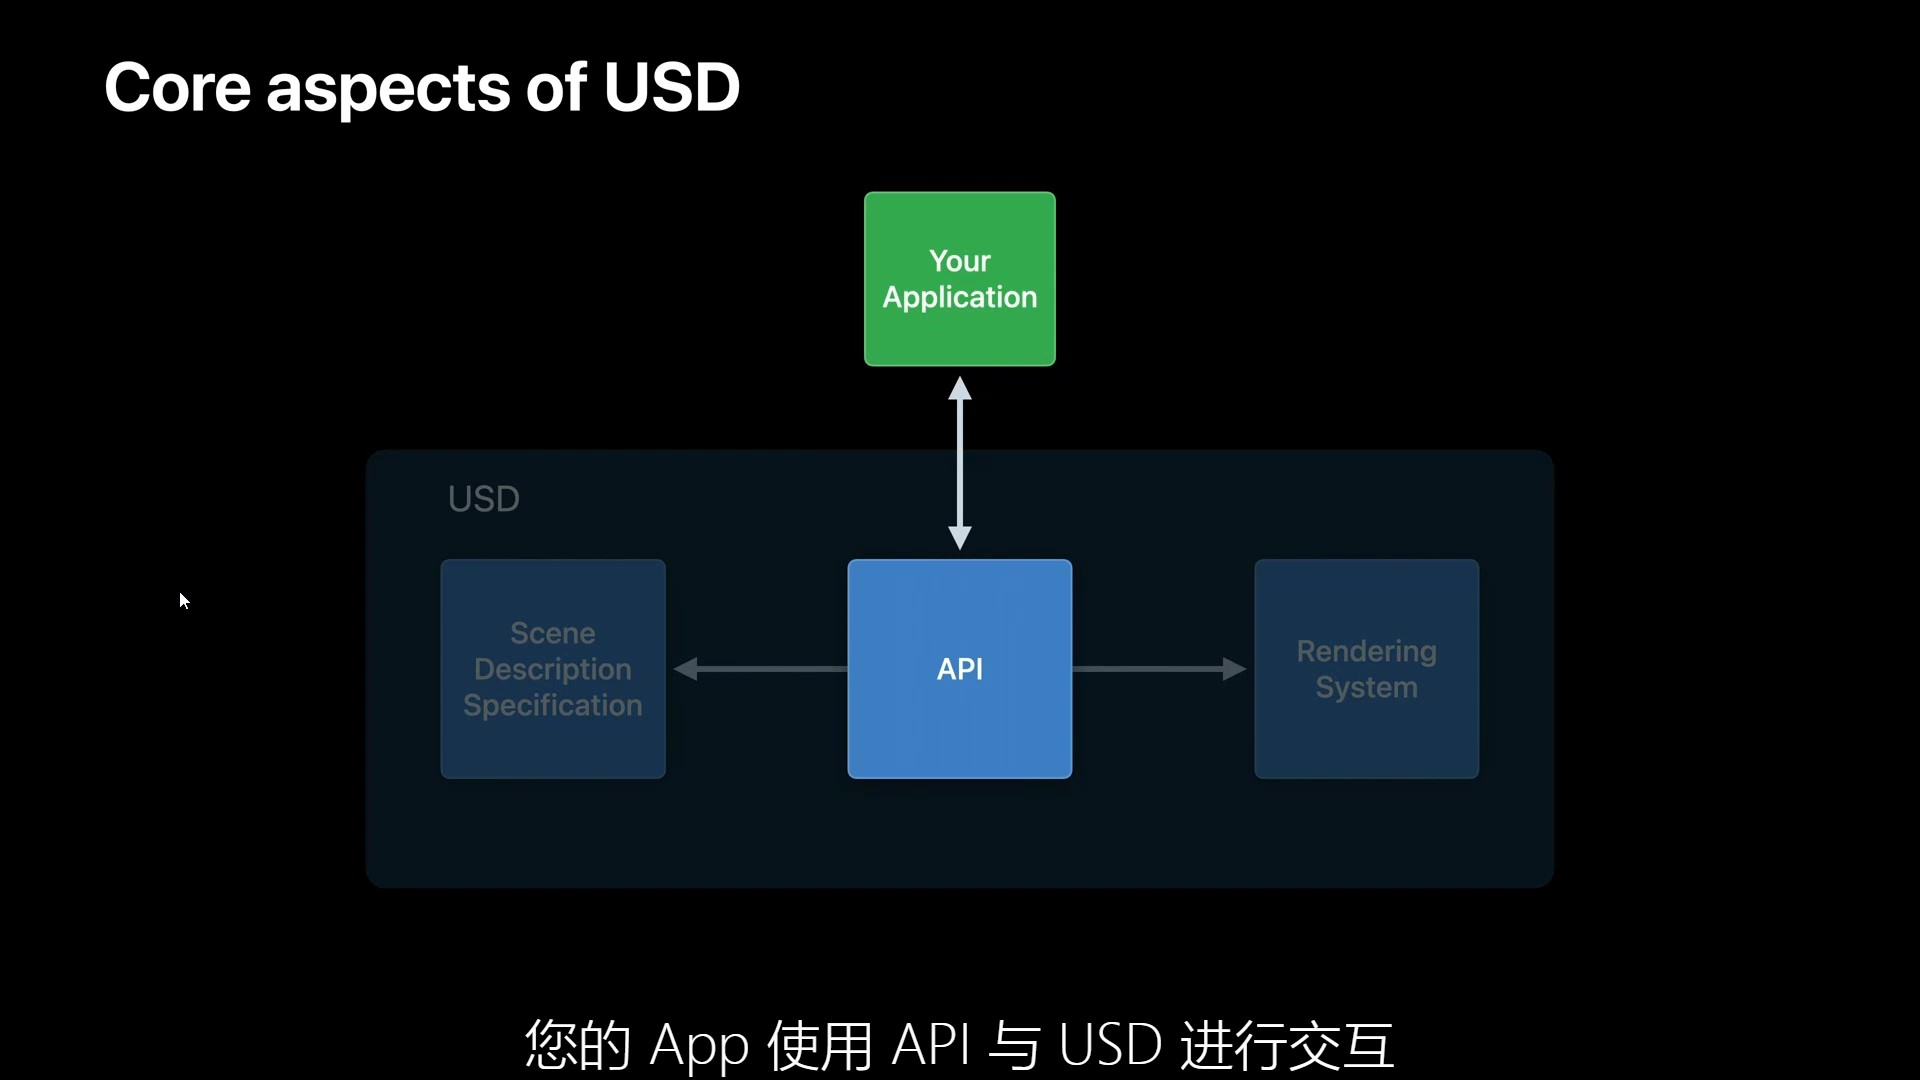 Core aspects of USD
Your
Application
USD
Scene
Description
Specification
API
Rendering
System
您的 App 使用 API 与 USD 进行交互